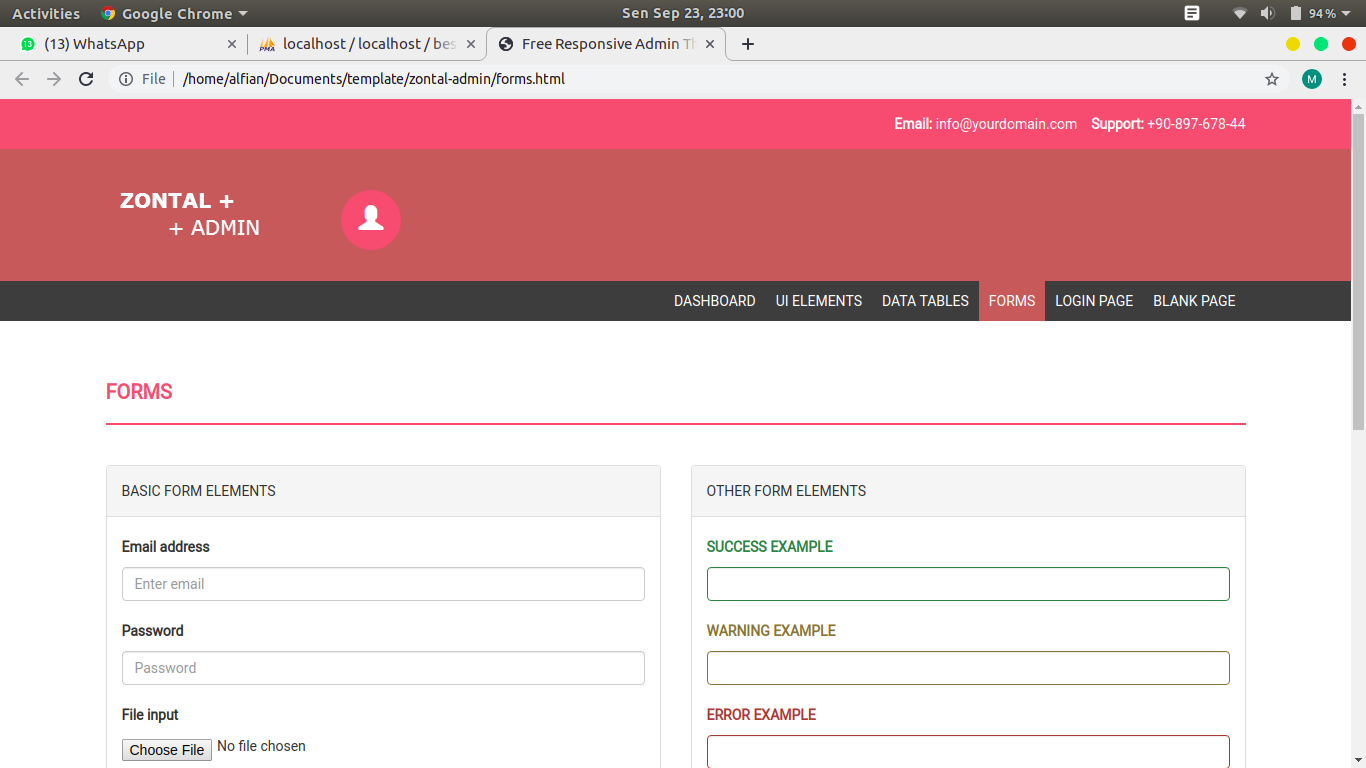 Activities Google Chrome Sen Sep 23, 23:00 94 %
13 (13) WhatsApp PMA localhost / localhost / bes Free Responsive Admin Th
File /home/alfian/Documents/template/zontal-admin/forms.html M
Email: info@yourdomain.com Support: +90-897-678-44
ZONTAL +
+ ADMIN
DASHBOARD UI ELEMENTS DATA TABLES FORMS LOGIN PAGE BLANK PAGE
FORMS
BASIC FORM ELEMENTS
Email address
Enter email
Password
Password
File input
Choose File No file chosen
OTHER FORM ELEMENTS
SUCCESS EXAMPLE
WARNING EXAMPLE
ERROR EXAMPLE